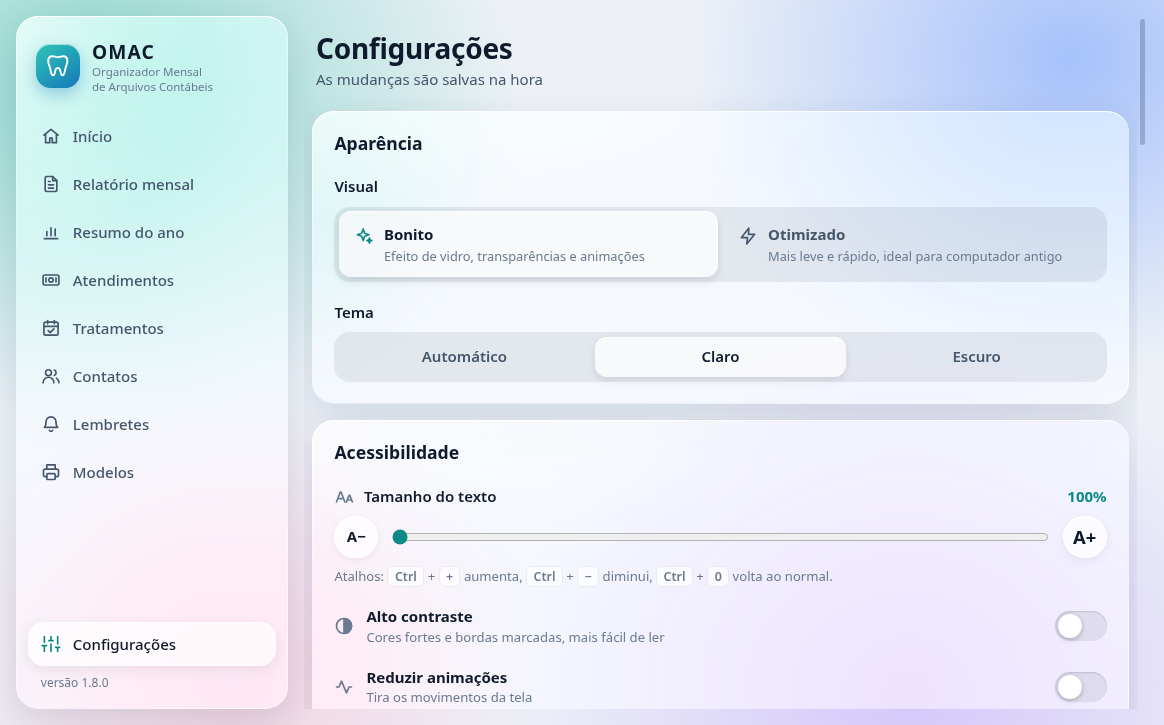 OMAC
Organizador Mensal
de Arquivos Contábeis
Início
Relatório mensal
Resumo do ano
Atendimentos
Tratamentos
Contatos
Lembretes
Modelos
Configurações
versão 1.8.0
Configurações
As mudanças são salvas na hora
Aparência
Visual
Bonito
Efeito de vidro, transparências e animações
Otimizado
Mais leve e rápido, ideal para computador antigo
Tema
Automático
Claro
Escuro
Acessibilidade
Tamanho do texto
100%
A−
A+
Atalhos: Ctrl + + aumenta, Ctrl + − diminui, Ctrl + 0 volta ao normal.
Alto contraste
Cores fortes e bordas marcadas, mais fácil de ler
Reduzir animações
Tira os movimentos da tela